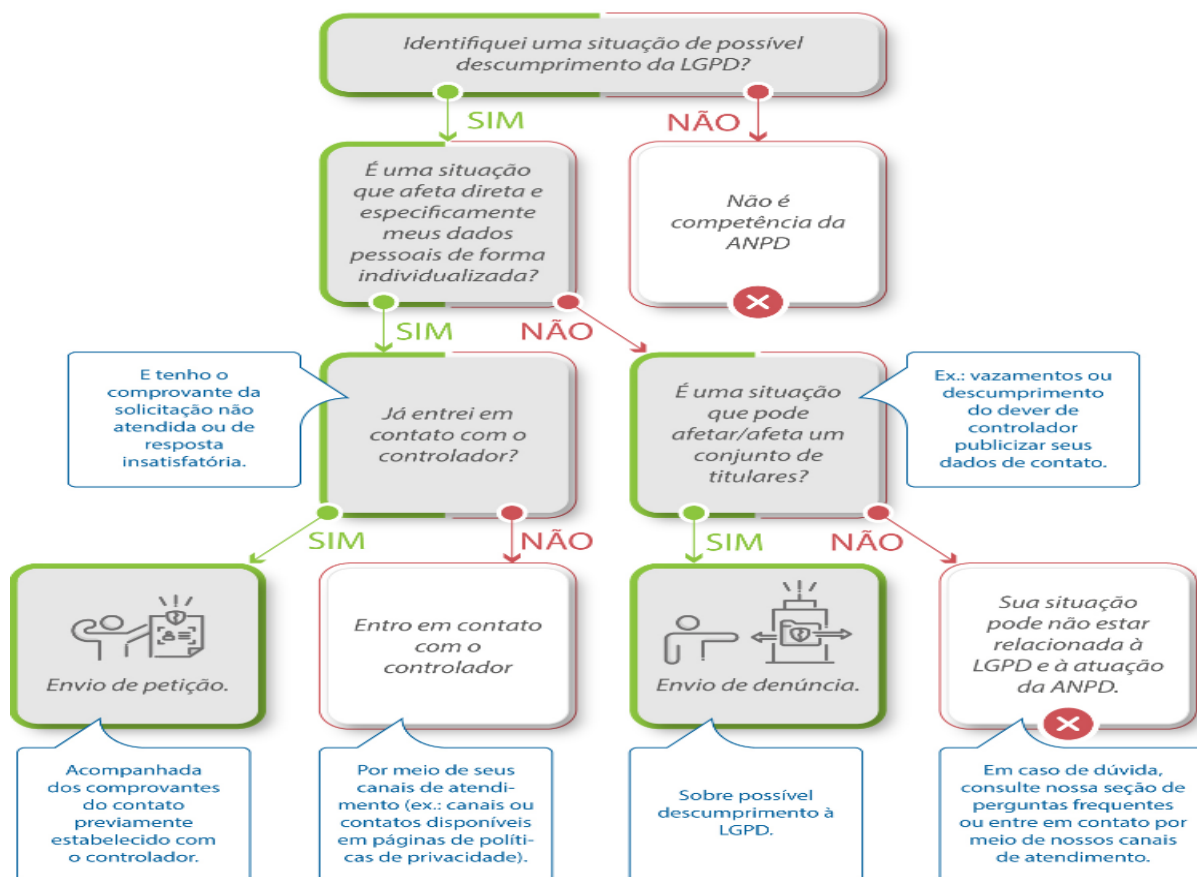 Identifiquei uma situação de possível
descumprimento da LGPD?
SIM
NÃO
É uma situação
que afeta direta e
especificamente
meus dados
pessoais de forma
individualizada?
Não é
competência da
ANPD
SIM
NÃO
E tenho o
comprovante da
solicitação não
atendida ou de
resposta
insatisfatória.
Já entrei em
contato com o
controlador?
É uma situação
que pode
afetar/afeta um
conjunto de
titulares?
Ex.: vazamentos ou
descumprimento
do dever de
controlador
publicizar seus
dados de contato.
SIM
NÃO
SIM
NÃO
Envio de petição.
Entro em contato
com o
controlador
Envio de denúncia.
Sua situação
pode não estar
relacionada à
LGPD e à atuação
da ANPD.
Acompanhada
dos comprovantes
do contato
previamente
estabelecido com
o controlador.
Por meio de seus
canais de atendi-
mento (ex.: canais ou
contatos disponíveis
em páginas de políti-
cas de privacidade).
Sobre possível
descumprimento à
LGPD.
Em caso de dúvida,
consulte nossa seção de
perguntas frequentes
ou entre em contato por
meio de nossos canais
de atendimento.